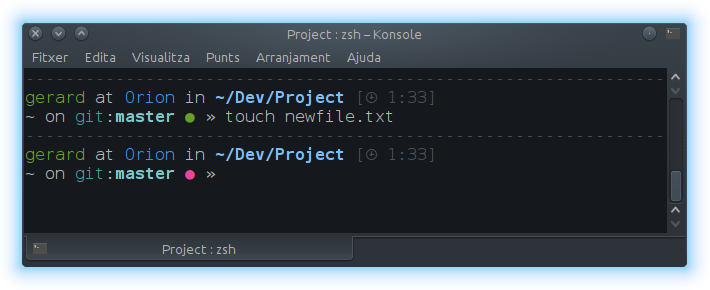 Project : zsh – Konsole
Fitxer Edita Visualitza Punts Arranjament Ajuda
--------------------------------------------------------------------
gerard at Orion in ~/Dev/Project [⊙ 1:33]
~ on git:master ● » touch newfile.txt
--------------------------------------------------------------------
gerard at Orion in ~/Dev/Project [⊙ 1:33]
~ on git:master ● »
Project : zsh